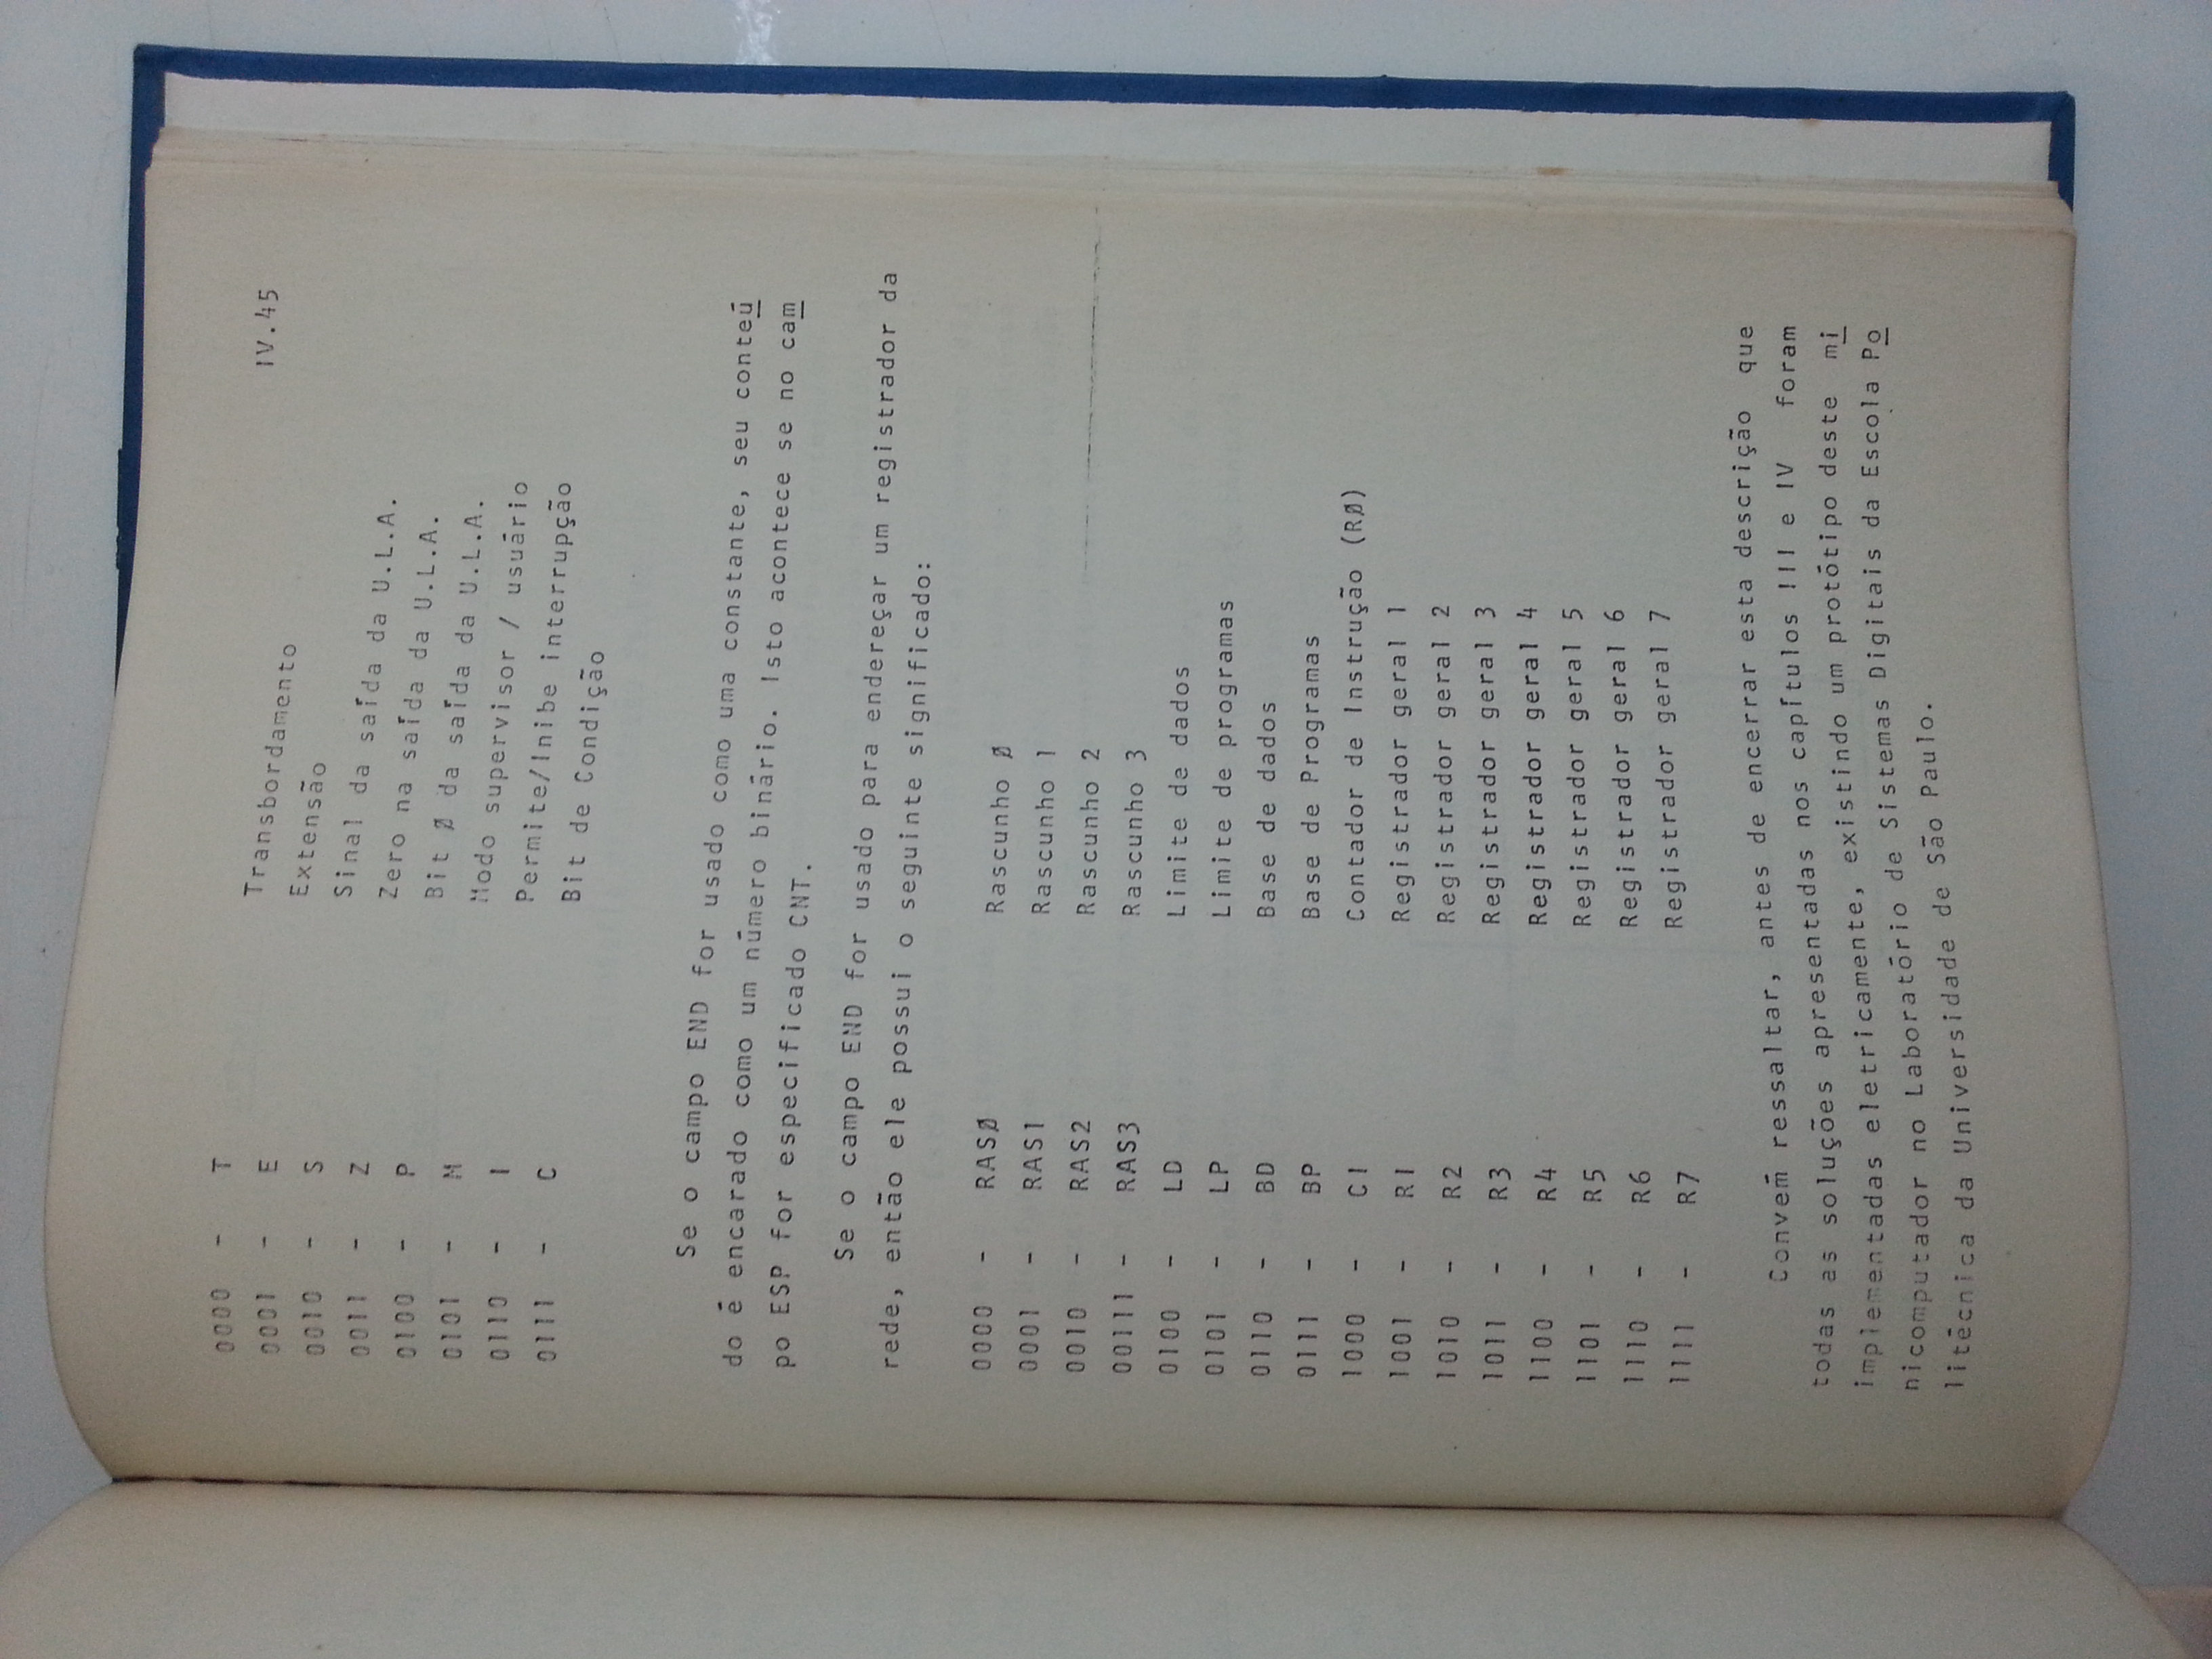 IV.45
0000 - T Transbordamento
0001 - E Extensão
0010 - S Sinal da saída da U.L.A.
0011 - Z Zero na saída da U.L.A.
0100 - P Bit Ø da saída da U.L.A.
0101 - M Modo supervisor / usuário
0110 - I Permite/Inibe interrupção
0111 - C Bit de Condição
Se o campo END for usado como uma constante, seu conteú
do é encarado como um número binário. Isto acontece se no cam
po ESP for especificado CNT.
Se o campo END for usado para endereçar um registrador da
rede, então ele possui o seguinte significado:
0000 - RASØ Rascunho Ø
0001 - RAS1 Rascunho 1
0010 - RAS2 Rascunho 2
00111 - RAS3 Rascunho 3
0100 - LD Limite de dados
0101 - LP Limite de programas
0110 - BD Base de dados
0111 - BP Base de Programas
1000 - CI Contador de Instrução (RØ)
1001 - R1 Registrador geral 1
1010 - R2 Registrador geral 2
1011 - R3 Registrador geral 3
1100 - R4 Registrador geral 4
1101 - R5 Registrador geral 5
1110 - R6 Registrador geral 6
1111 - R7 Registrador geral 7
Convém ressaltar, antes de encerrar esta descrição que
todas as soluções apresentadas nos capítulos III e IV foram
implementadas eletricamente, existindo um protótipo deste mi
nicomputador no Laboratório de Sistemas Digitais da Escola Po
litécnica da Universidade de São Paulo.